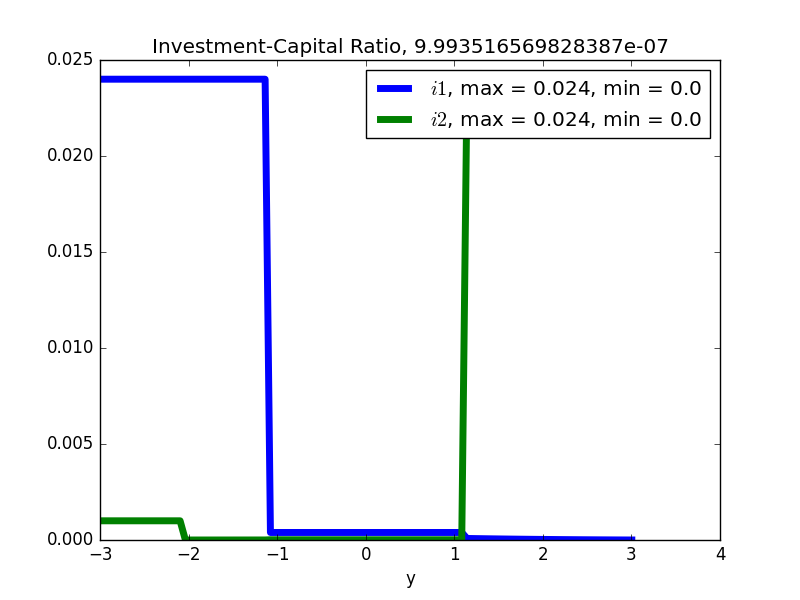 Investment-Capital Ratio, 9.993516569828387e-07
0.025
i1, max = 0.024, min = 0.0
i2, max = 0.024, min = 0.0
0.020
0.015
0.010
0.005
0.000
−3 −2 −1 0 1 2 3 4
y